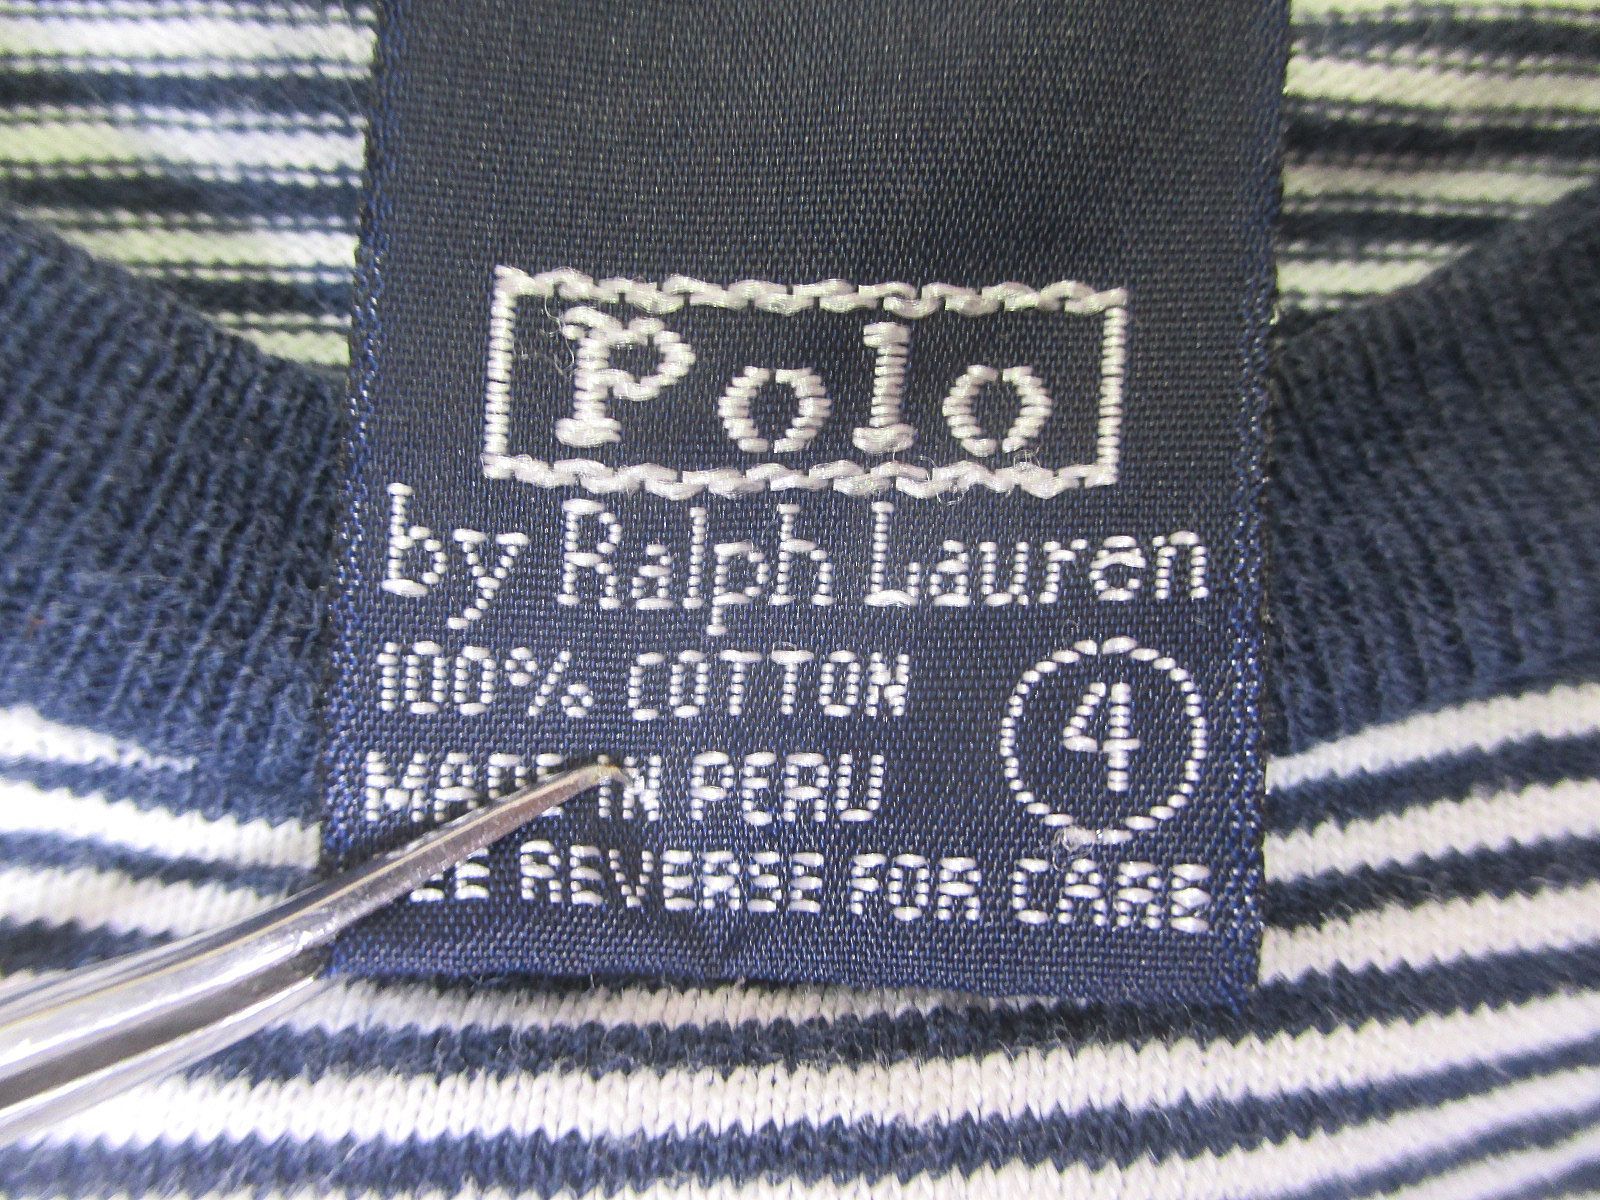 Polo
by Ralph Lauren
100% COTTON
4
MADE IN PERU
REVERSE FOR CARE